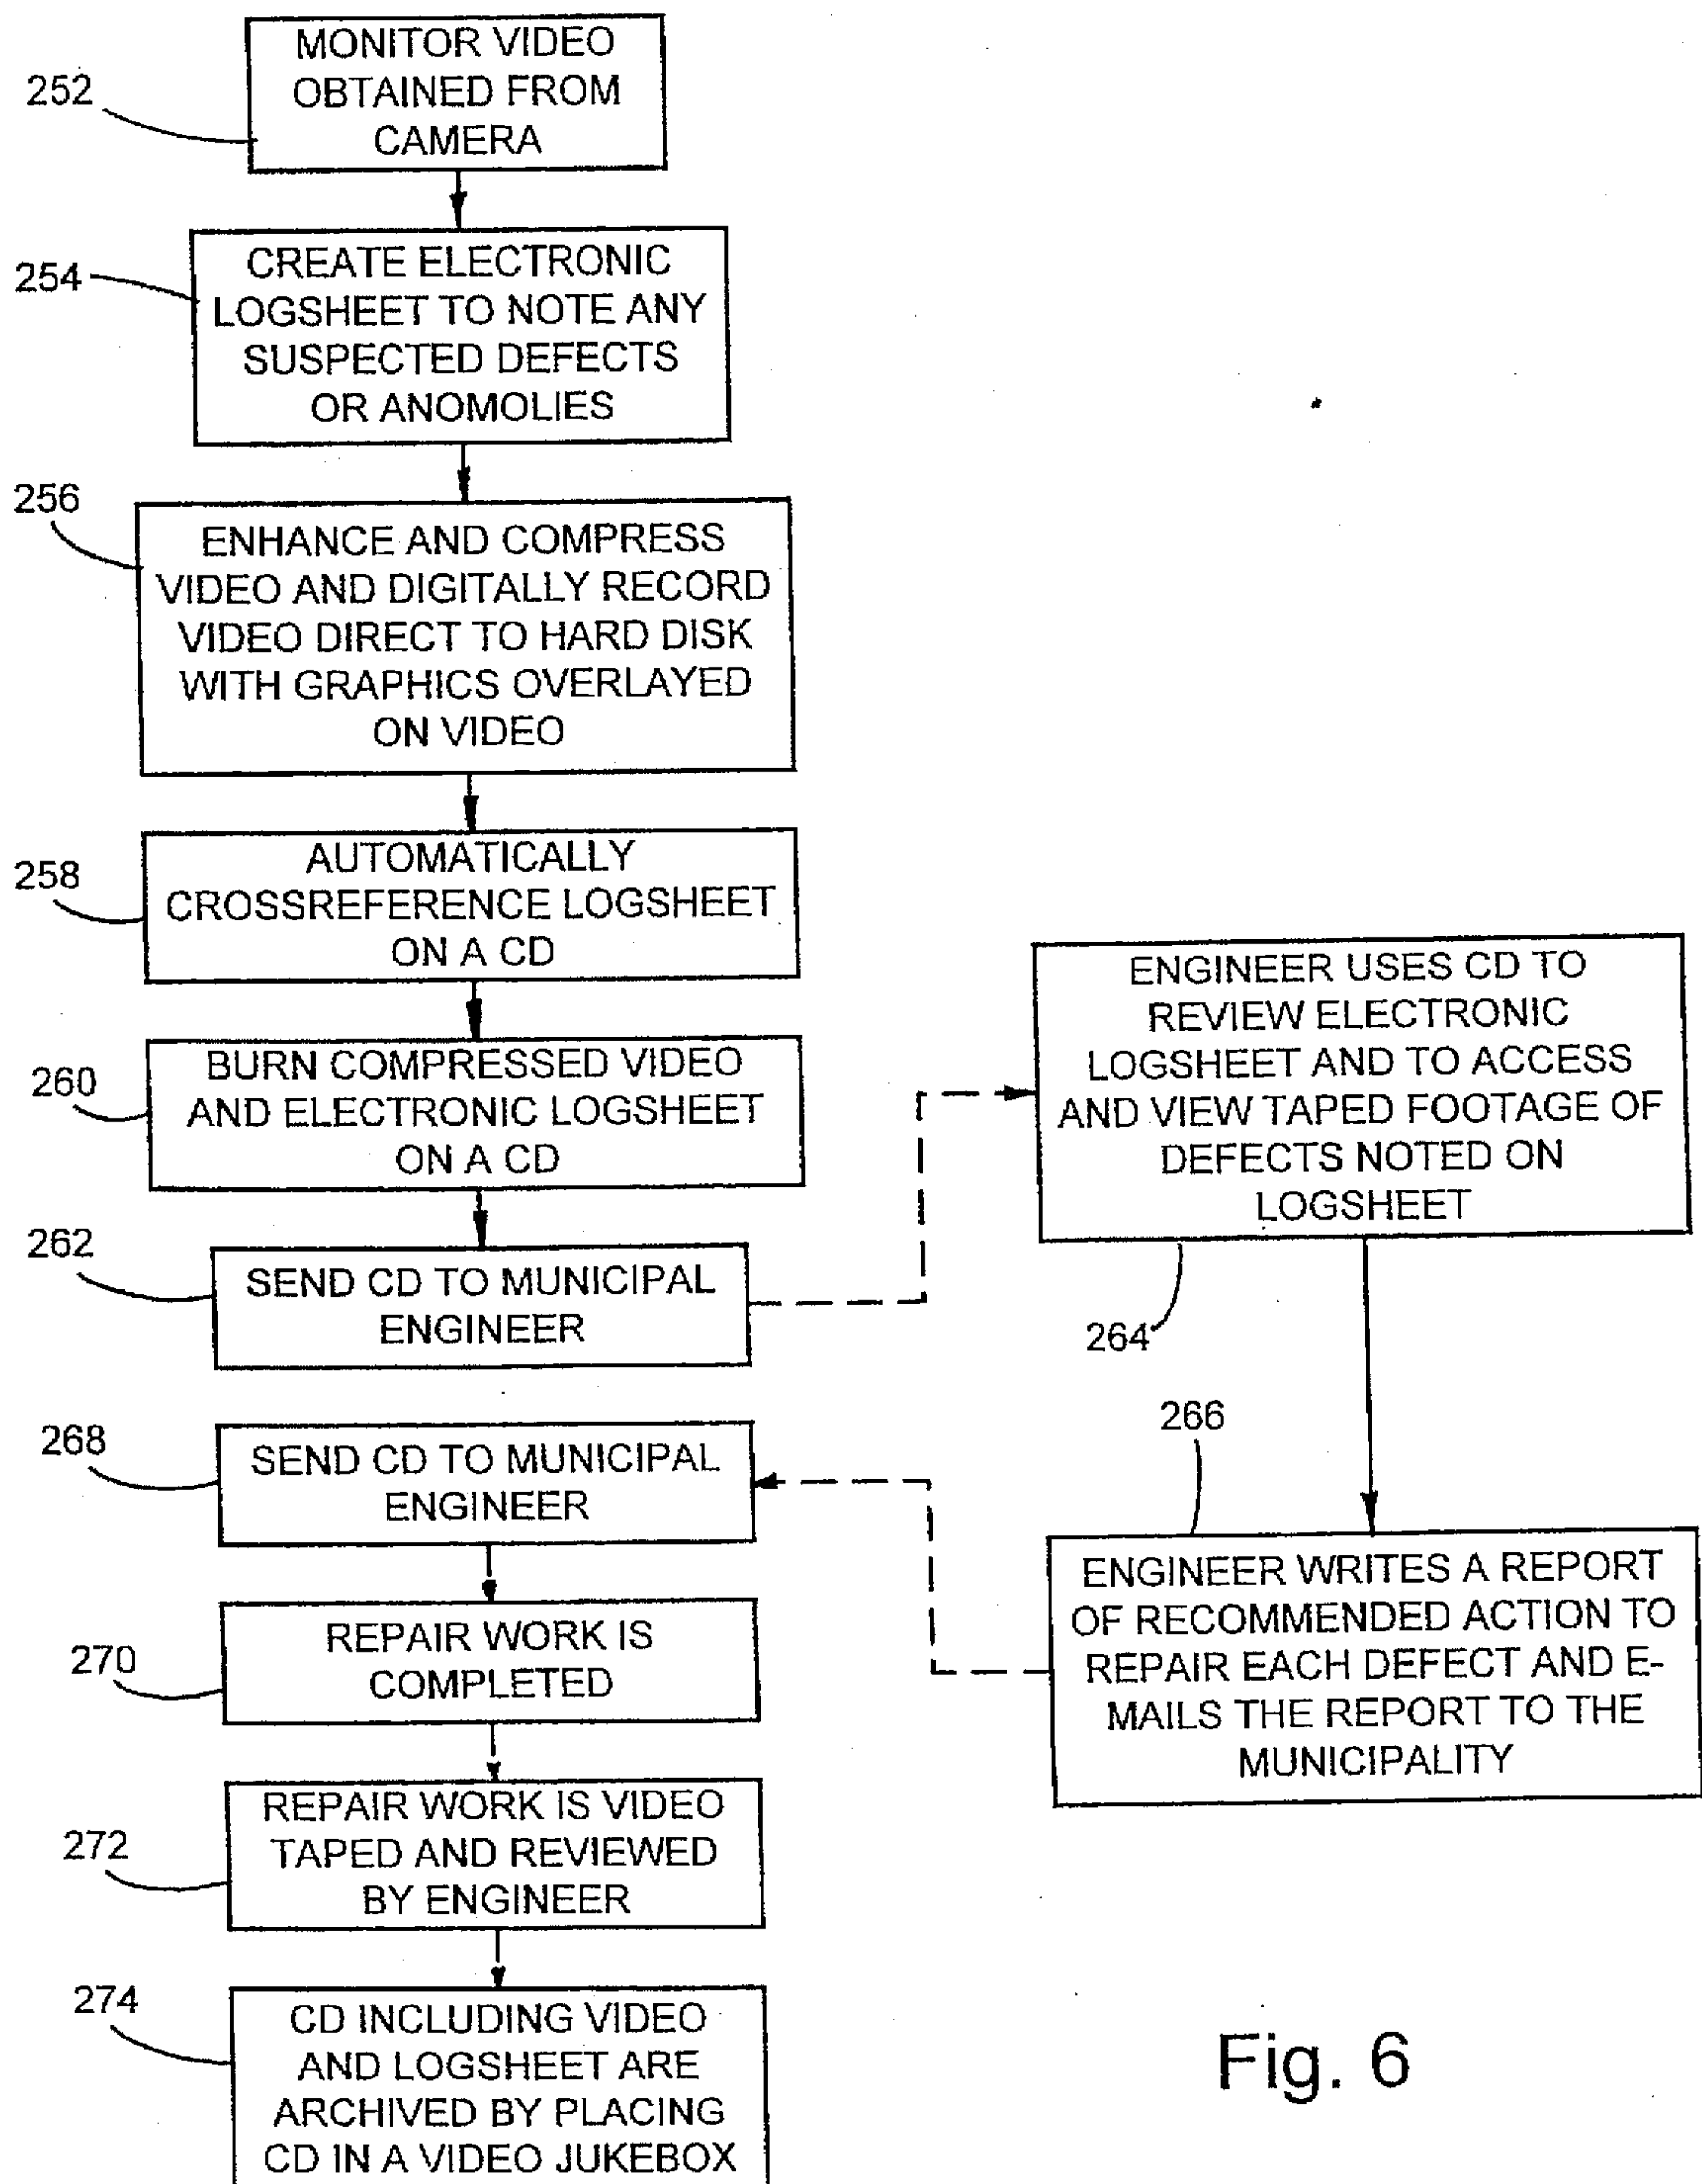 252
MONITOR VIDEO
OBTAINED FROM
CAMERA
254
CREATE ELECTRONIC
LOGSHEET TO NOTE ANY
SUSPECTED DEFECTS
OR ANOMOLIES
256
ENHANCE AND COMPRESS
VIDEO AND DIGITALLY RECORD
VIDEO DIRECT TO HARD DISK
WITH GRAPHICS OVERLAYED
ON VIDEO
258
AUTOMATICALLY
CROSSREFERENCE LOGSHEET
ON A CD
260
BURN COMPRESSED VIDEO
AND ELECTRONIC LOGSHEET
ON A CD
262
SEND CD TO MUNICIPAL
ENGINEER
ENGINEER USES CD TO
REVIEW ELECTRONIC
LOGSHEET AND TO ACCESS
AND VIEW TAPED FOOTAGE OF
DEFECTS NOTED ON
LOGSHEET
264
266
ENGINEER WRITES A REPORT
OF RECOMMENDED ACTION TO
REPAIR EACH DEFECT AND E-
MAILS THE REPORT TO THE
MUNICIPALITY
268
SEND CD TO MUNICIPAL
ENGINEER
270
REPAIR WORK IS
COMPLETED
272
REPAIR WORK IS VIDEO
TAPED AND REVIEWED
BY ENGINEER
274
CD INCLUDING VIDEO
AND LOGSHEET ARE
ARCHIVED BY PLACING
CD IN A VIDEO JUKEBOX
Fig. 6